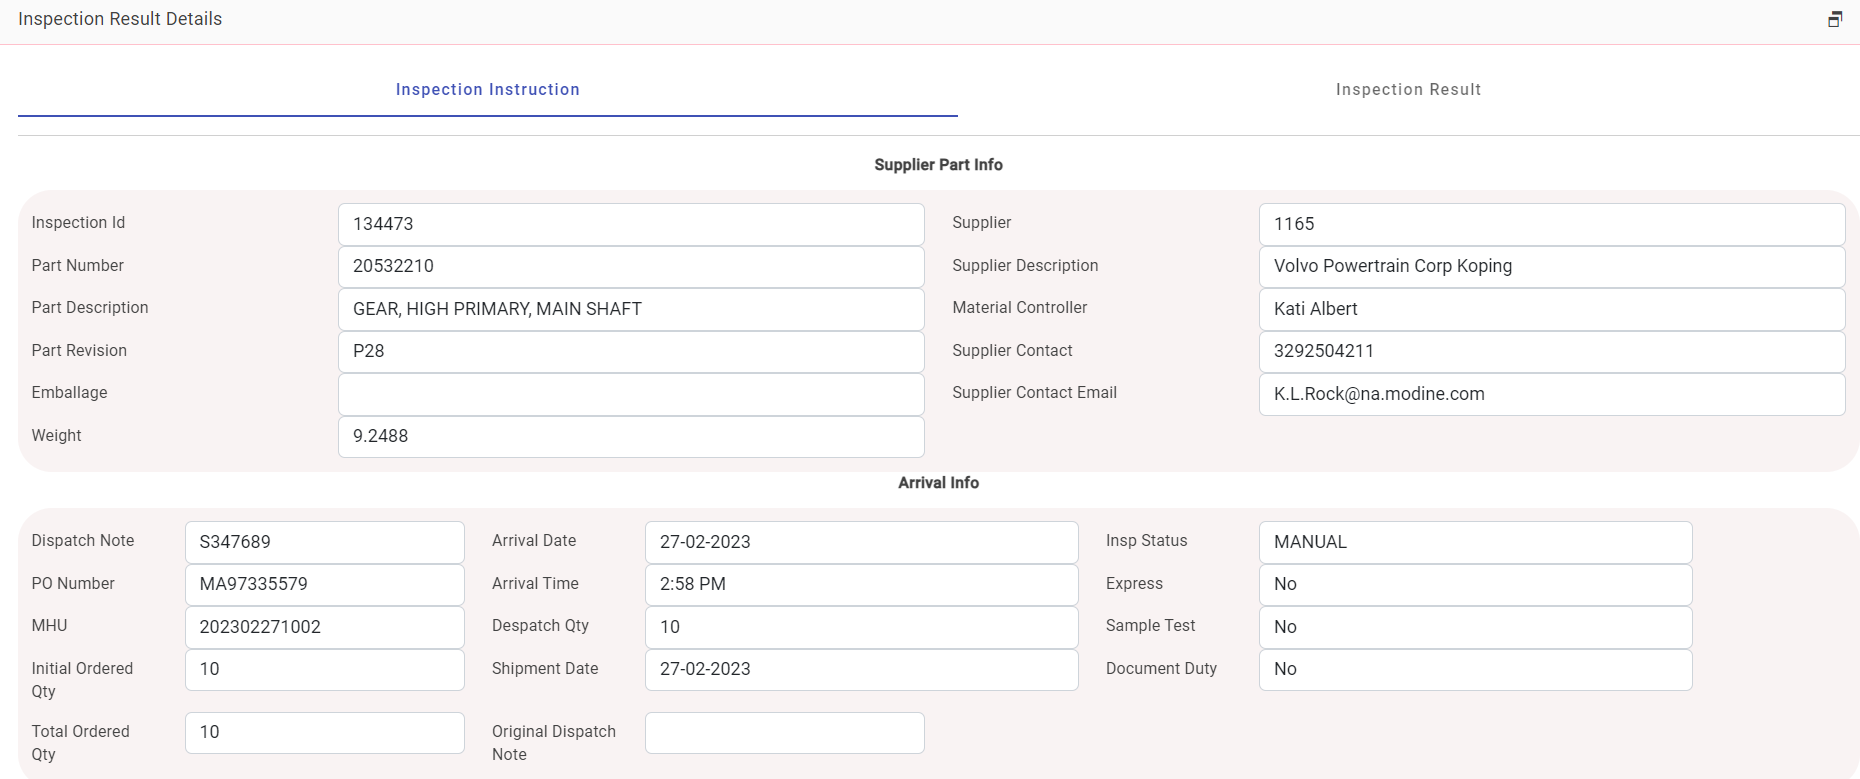 Inspection Result Details
Inspection Instruction Inspection Result
Supplier Part Info
Inspection Id 134473 Supplier 1165
Part Number 20532210 Supplier Description Volvo Powertrain Corp Koping
Part Description GEAR, HIGH PRIMARY, MAIN SHAFT Material Controller Kati Albert
Part Revision P28 Supplier Contact 3292504211
Emballage Supplier Contact Email K.L.Rock@na.modine.com
Weight 9.2488
Arrival Info
Dispatch Note S347689 Arrival Date 27-02-2023 Insp Status MANUAL
PO Number MA97335579 Arrival Time 2:58 PM Express No
MHU 202302271002 Despatch Qty 10 Sample Test No
Initial Ordered Qty 10 Shipment Date 27-02-2023 Document Duty No
Total Ordered Qty 10 Original Dispatch Note